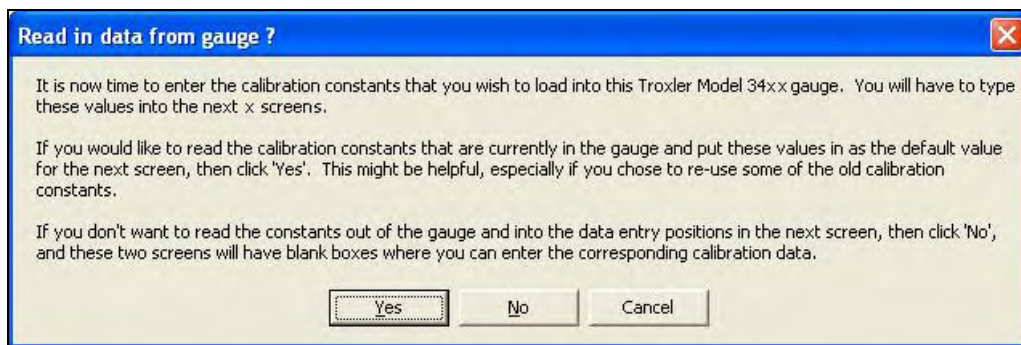 Read in data from gauge ?
It is now time to enter the calibration constants that you wish to load into this Troxler Model 34xx gauge. You will have to type
these values into the next x screens.
If you would like to read the calibration constants that are currently in the gauge and put these values in as the default value
for the next screen, then click 'Yes'. This might be helpful, especially if you chose to re-use some of the old calibration
constants.
If you don't want to read the constants out of the gauge and into the data entry positions in the next screen, then click 'No',
and these two screens will have blank boxes where you can enter the corresponding calibration data.
Yes No Cancel